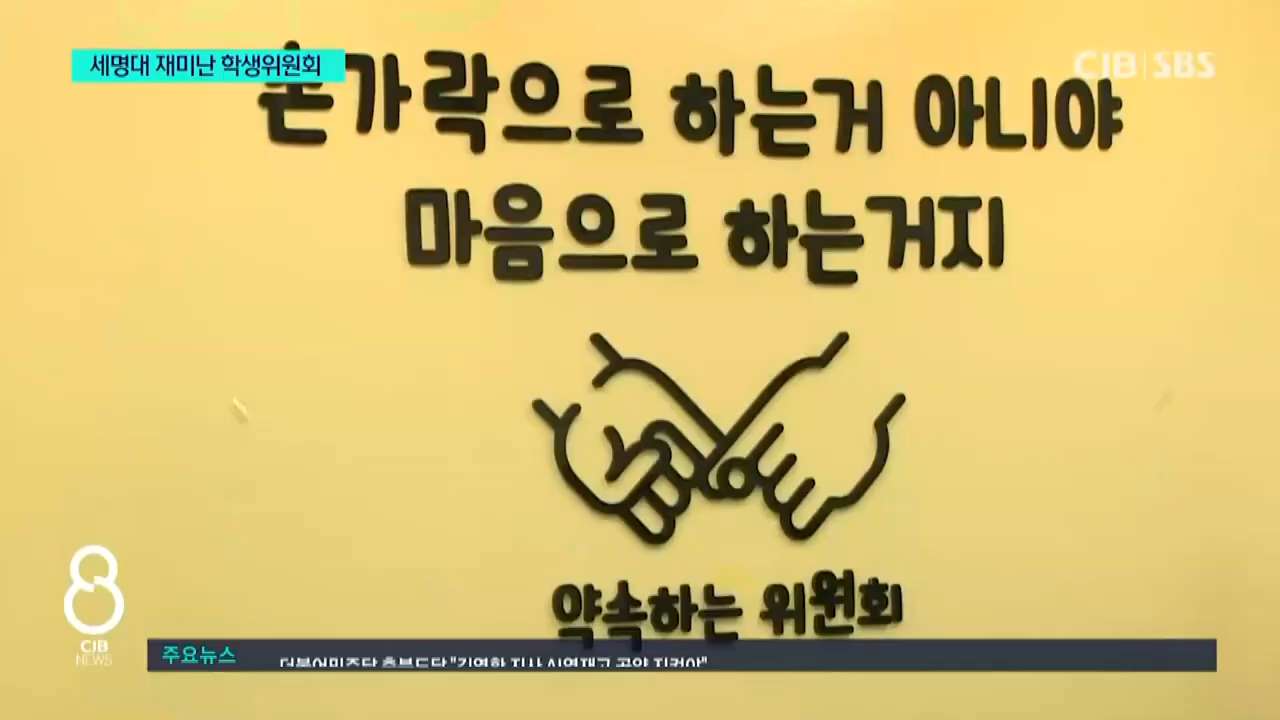 세명대 재미난 학생위원회
CJB SBS
손가락으로 하는거 아니야
마음으로 하는거지
약속하는 위원회
8
CJB
NEWS
주요뉴스